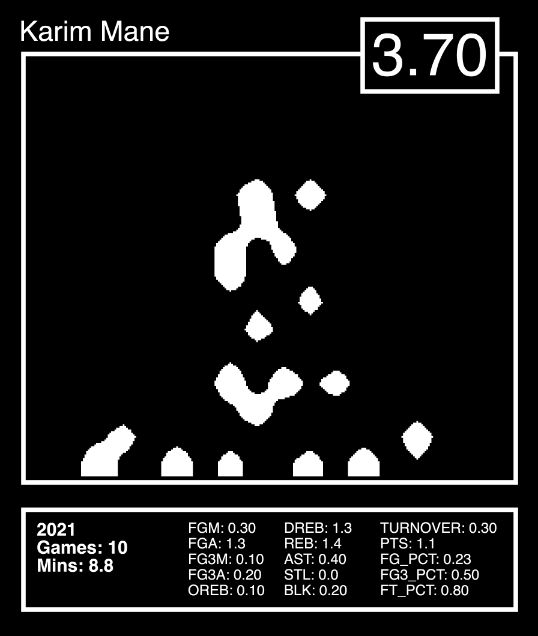 Karim Mane
3.70
2021
Games: 10
Mins: 8.8
FGM: 0.30
FGA: 1.3
FG3M: 0.10
FG3A: 0.20
OREB: 0.10
DREB: 1.3
REB: 1.4
AST: 0.40
STL: 0.0
BLK: 0.20
TURNOVER: 0.30
PTS: 1.1
FG_PCT: 0.23
FG3_PCT: 0.50
FT_PCT: 0.80